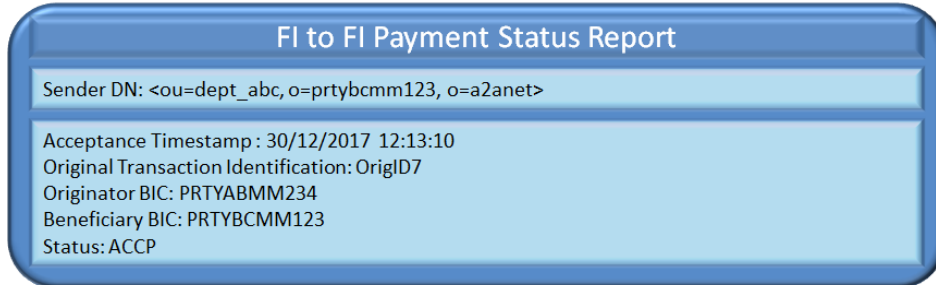 FI to FI Payment Status Report
Sender DN: <ou=dept_abc, o=prtybcmm123, o=a2anet>
Acceptance Timestamp : 30/12/2017 12:13:10
Original Transaction Identification: OrigID7
Originator BIC: PRTYABMM234
Beneficiary BIC: PRTYBCMM123
Status: ACCP